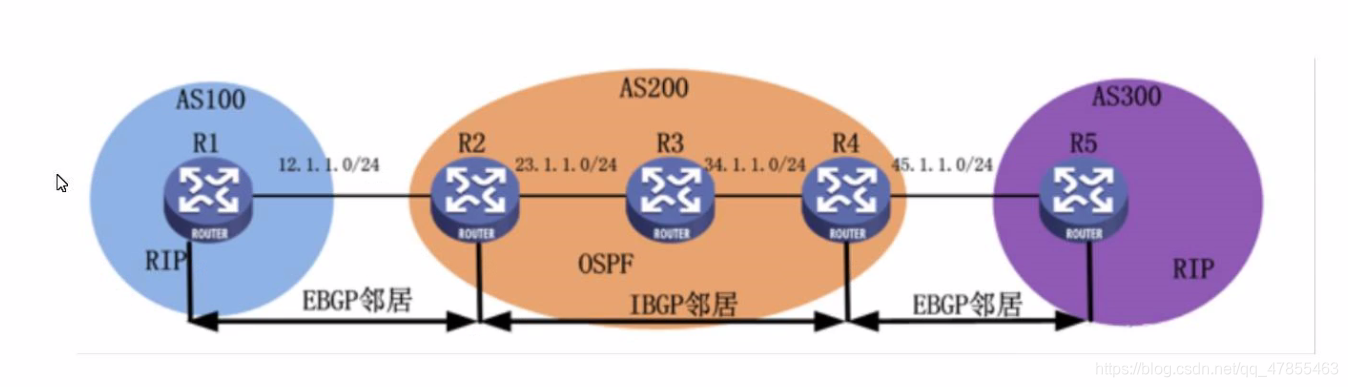 AS100
AS200
AS300
R1
R2
R3
R4
R5
12.1.1.0/24
23.1.1.0/24
34.1.1.0/24
45.1.1.0/24
ROUTER
ROUTER
ROUTER
ROUTER
ROUTER
RIP
OSPF
RIP
EBGP邻居
IBGP邻居
EBGP邻居
https://blog.csdn.net/qq_47855463